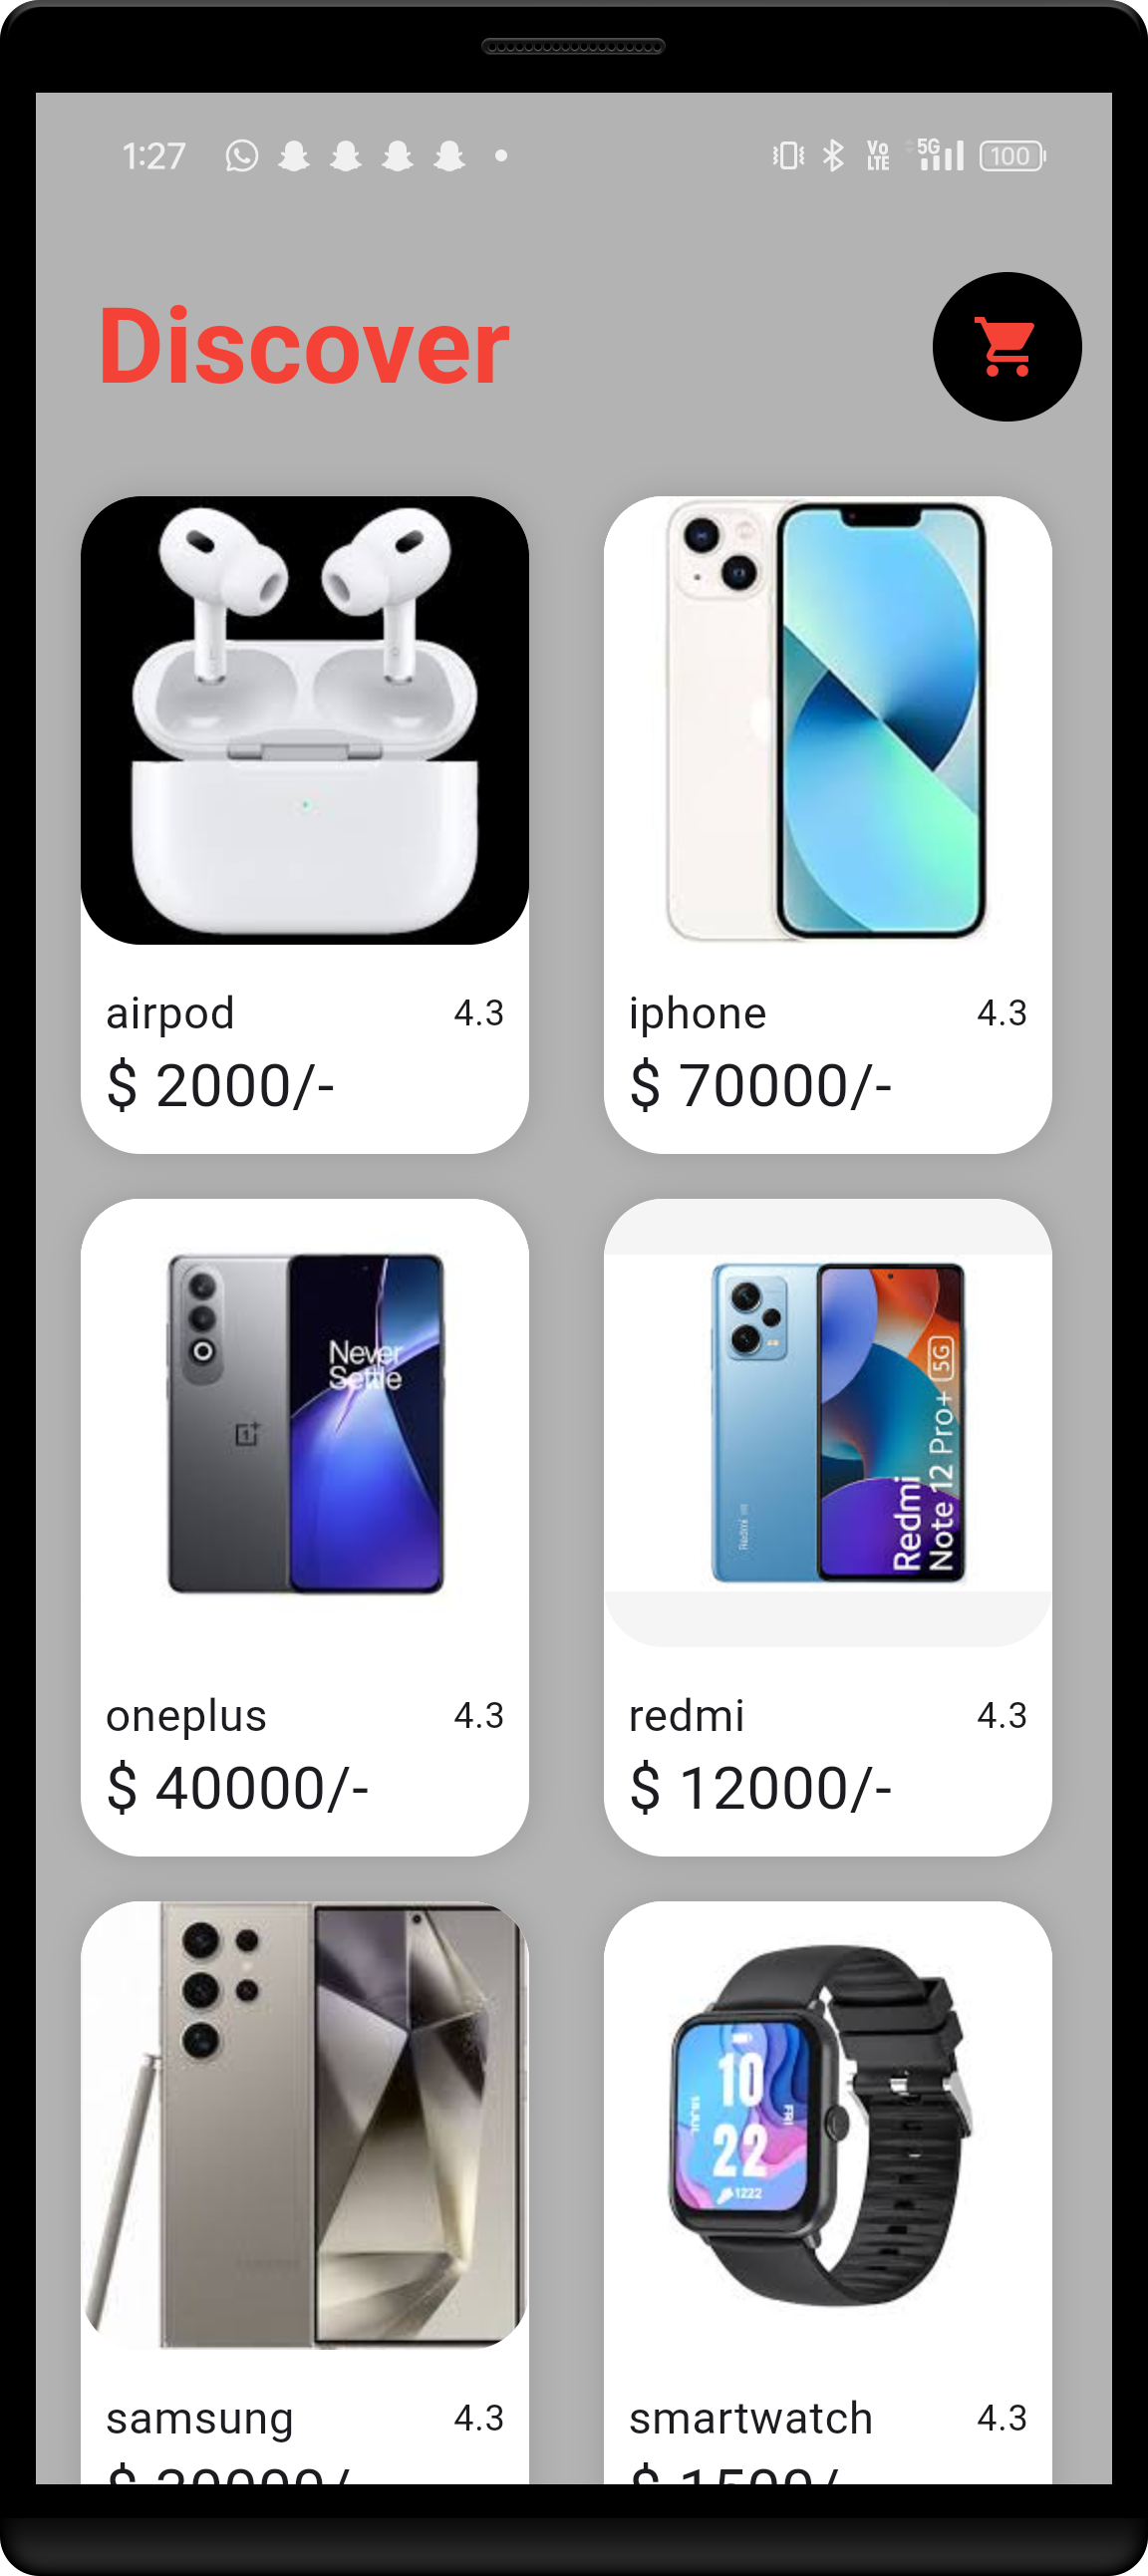 1:27
Vo LTE 5G 100
Discover
airpod 4.3
$ 2000/-
iphone 4.3
$ 70000/-
Never
Settle
Redmi
Note 12 Pro+ 5G
Redmi
oneplus 4.3
$ 40000/-
redmi 4.3
$ 12000/-
10
22
FRI
1222
samsung 4.3
smartwatch 4.3